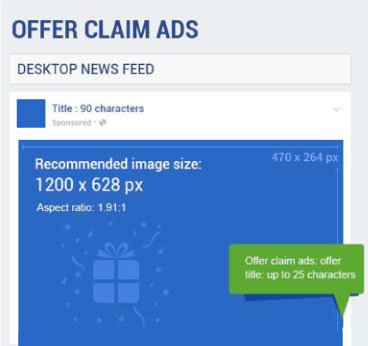 OFFER CLAIM ADS
DESKTOP NEWS FEED
Title : 90 characters
Sponsored ·
470 x 264 px
Recommended image size:
1200 x 628 px
Aspect ratio: 1.91:1
Offer claim ads: offer
title: up to 25 characters